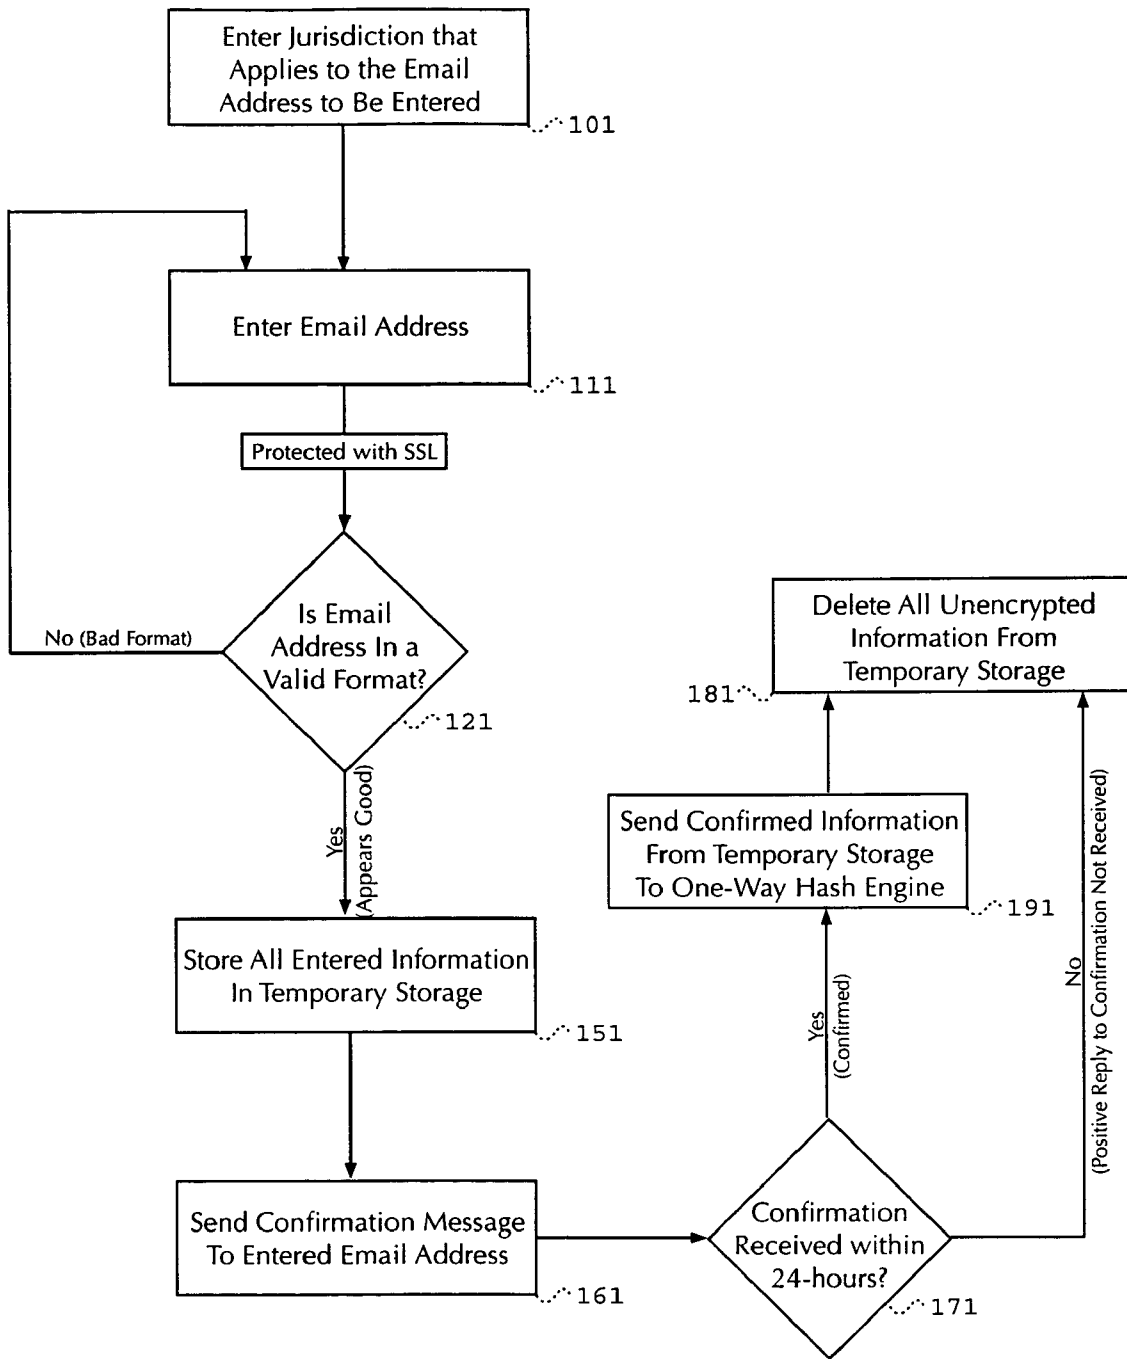 Enter Jurisdiction that
Applies to the Email
Address to Be Entered
101
Enter Email Address
111
Protected with SSL
Is Email
Address In a
Valid Format?
No (Bad Format)
121
Yes
(Appears Good)
Store All Entered Information
In Temporary Storage
151
Send Confirmation Message
To Entered Email Address
161
Confirmation
Received within
24-hours?
171
Yes
(Confirmed)
Send Confirmed Information
From Temporary Storage
To One-Way Hash Engine
191
No
(Positive Reply to Confirmation Not Received)
Delete All Unencrypted
Information From
Temporary Storage
181